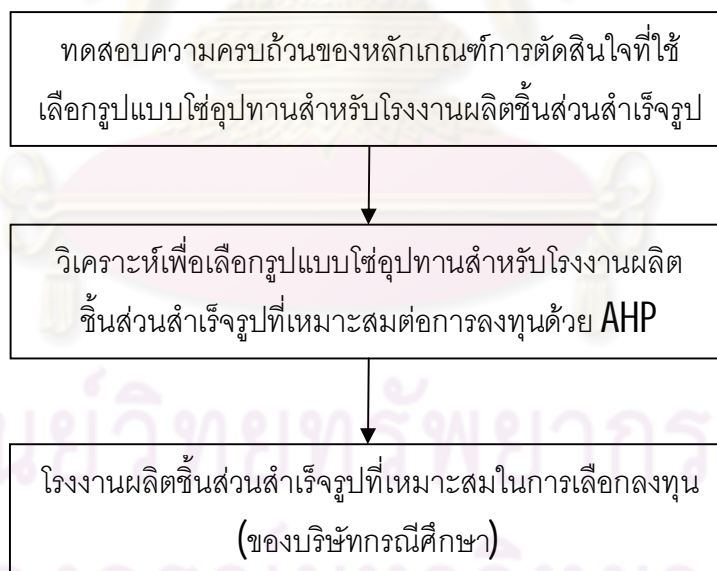 ทดสอบความครบถ้วนของหลักเกณฑ์การตัดสินใจที่ใช้
เลือกรูปแบบโซ่อุปทานสำหรับโรงงานผลิตชิ้นส่วนสำเร็จรูป
วิเคราะห์เพื่อเลือกรูปแบบโซ่อุปทานสำหรับโรงงานผลิต
ชิ้นส่วนสำเร็จรูปที่เหมาะสมต่อการลงทุนด้วย AHP
โรงงานผลิตชิ้นส่วนสำเร็จรูปที่เหมาะสมในการเลือกลงทุน
(ของบริษัทกรณีศึกษา)